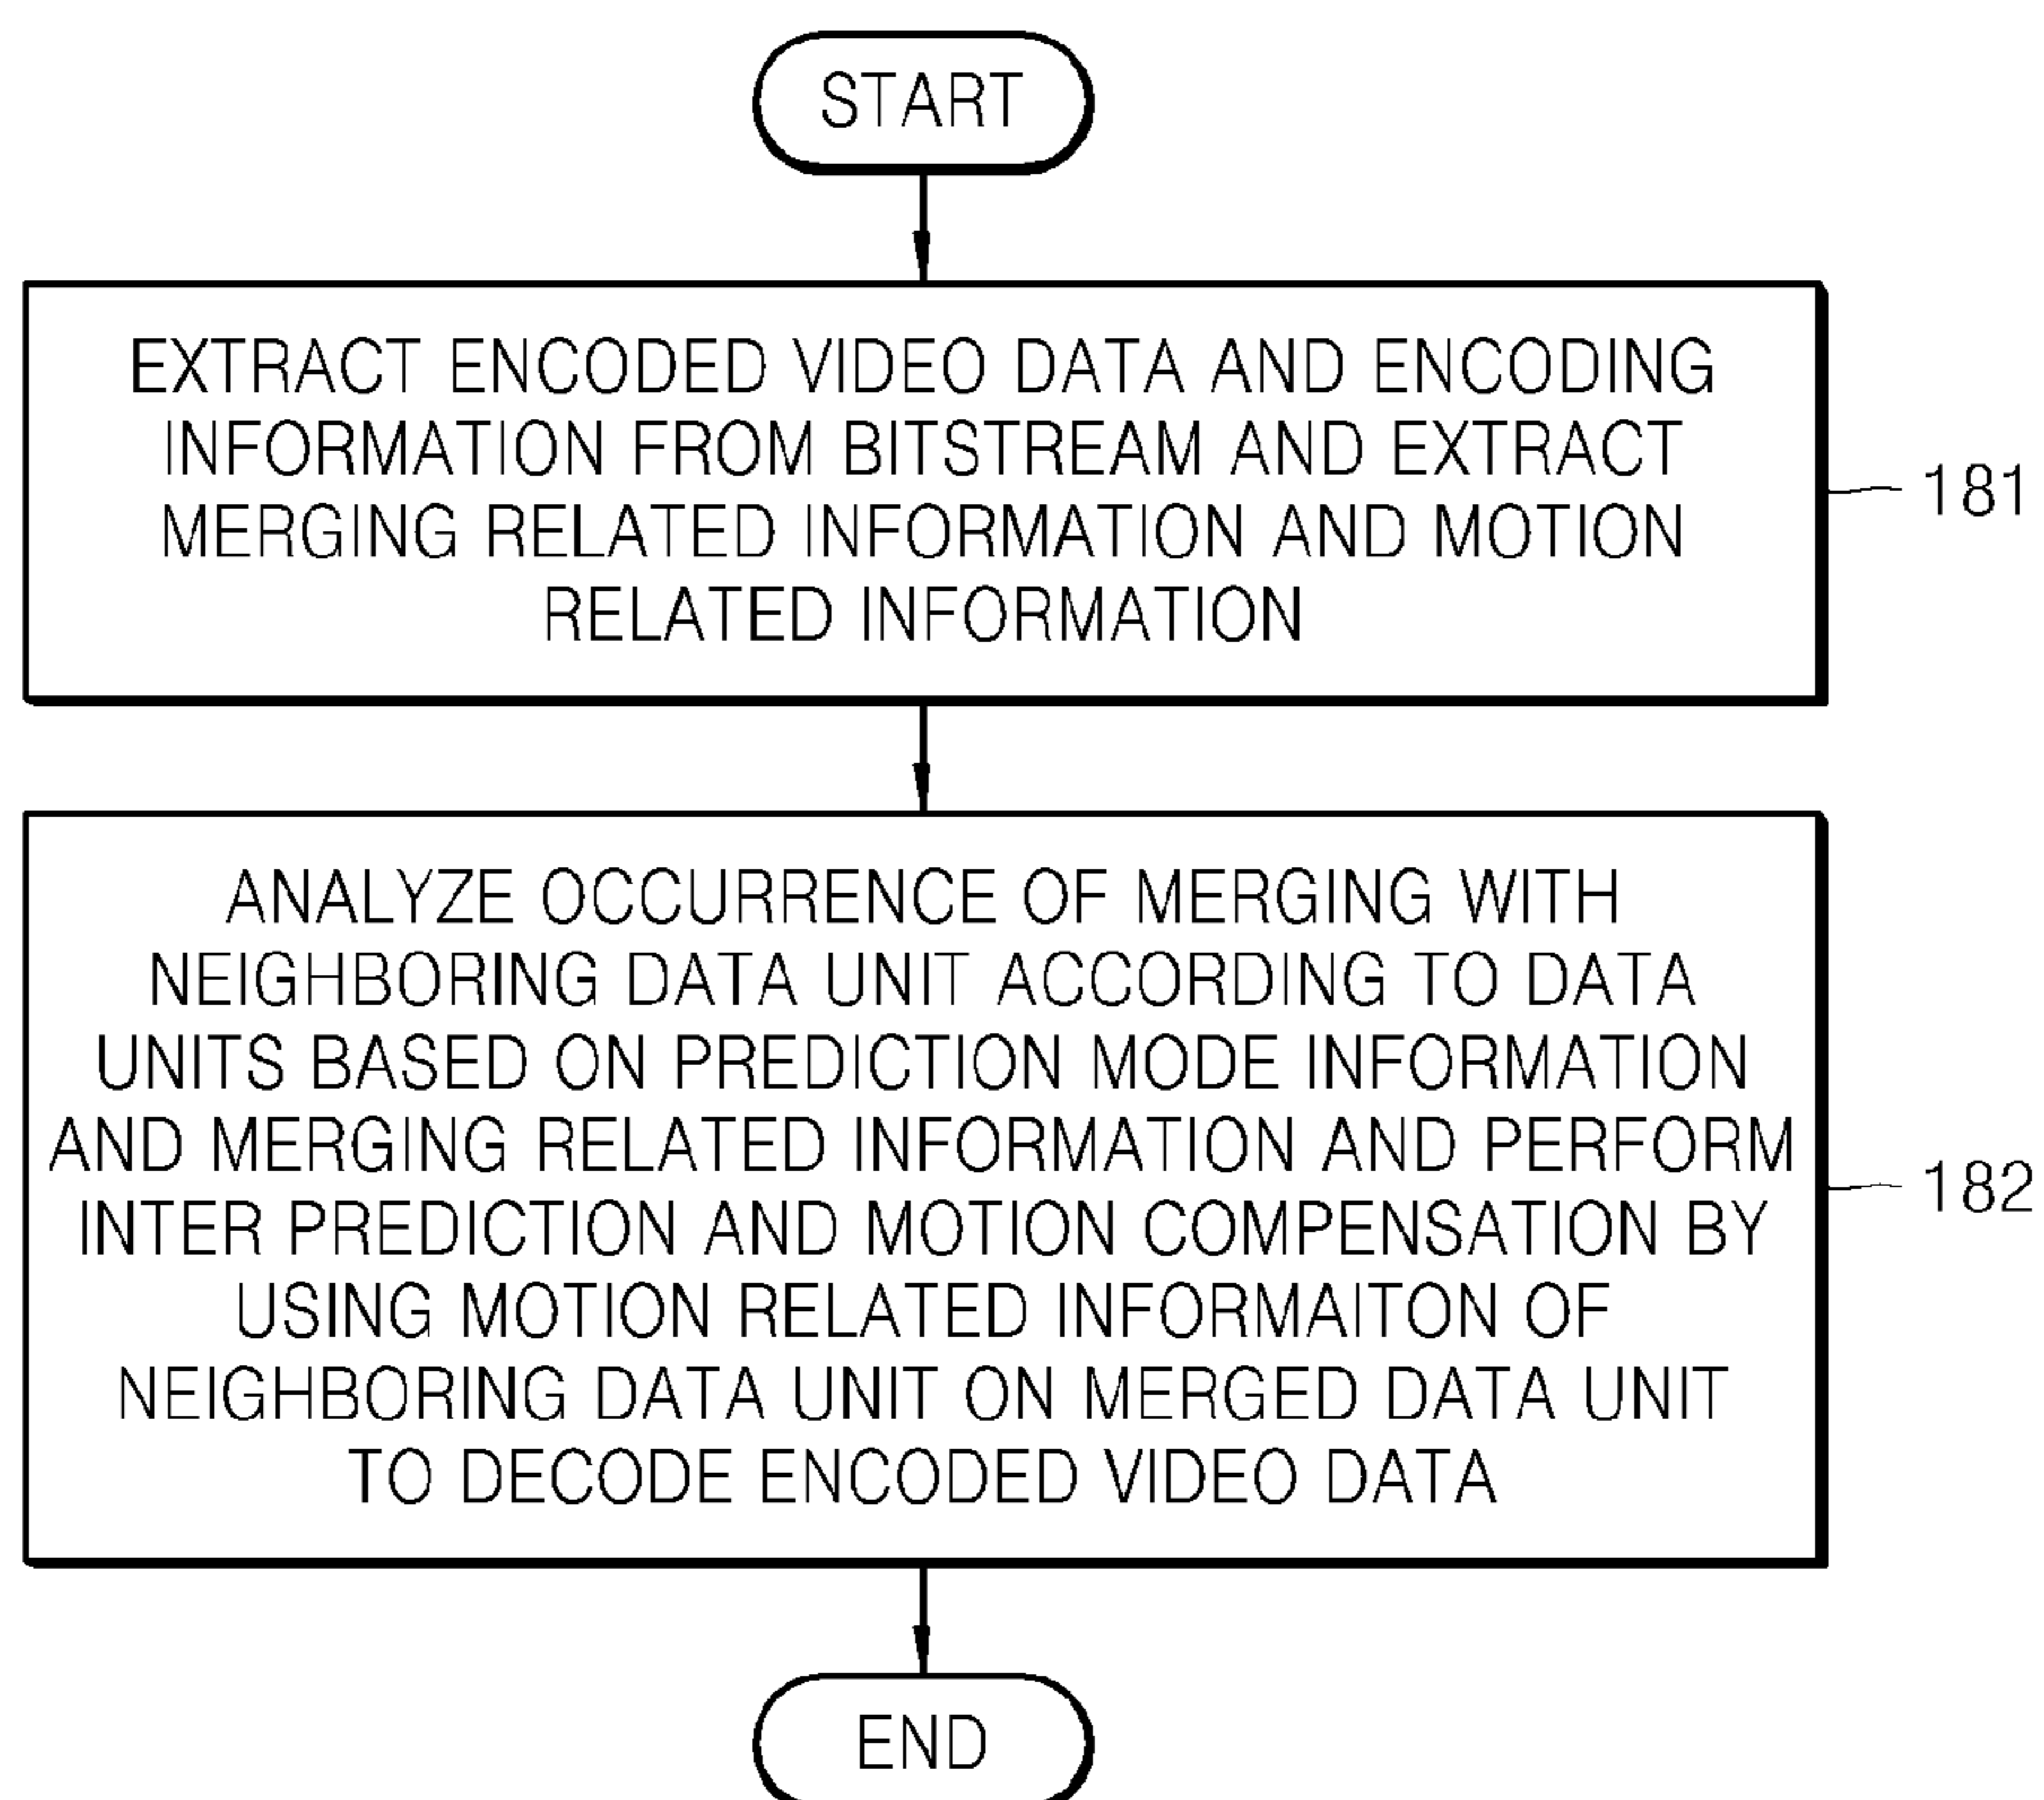 START
EXTRACT ENCODED VIDEO DATA AND ENCODING
INFORMATION FROM BITSTREAM AND EXTRACT
MERGING RELATED INFORMATION AND MOTION
RELATED INFORMATION
181
ANALYZE OCCURRENCE OF MERGING WITH
NEIGHBORING DATA UNIT ACCORDING TO DATA
UNITS BASED ON PREDICTION MODE INFORMATION
AND MERGING RELATED INFORMATION AND PERFORM
INTER PREDICTION AND MOTION COMPENSATION BY
USING MOTION RELATED INFORMAITON OF
NEIGHBORING DATA UNIT ON MERGED DATA UNIT
TO DECODE ENCODED VIDEO DATA
182
END